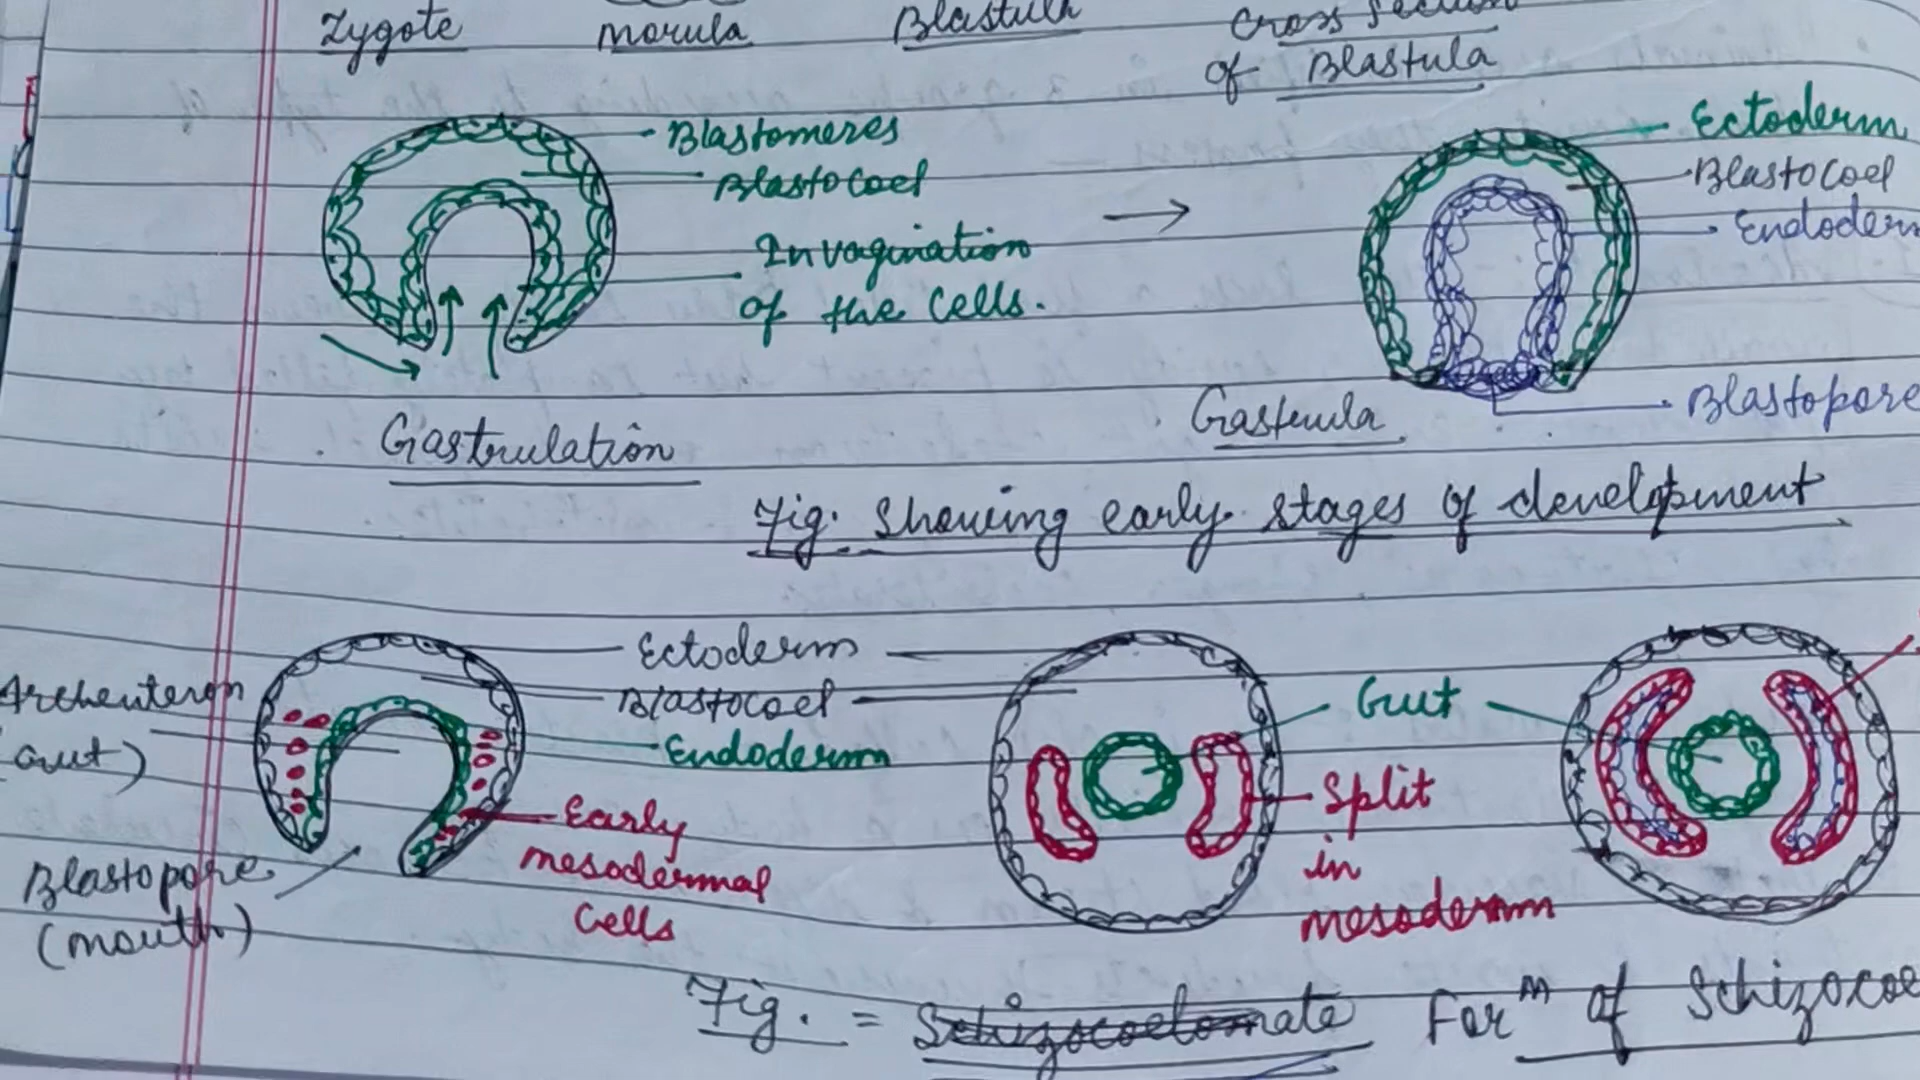 Zygote
morula
Blastula
Cross Section
of Blastula
Blastomeres
Blastocoel
Invagination
of the cells.
Gastrulation
Ectoderm
Blastocoel
Endoderm
Blastopore
Gastrula
Fig. Showing early stages of development
Archenteron
(Gut)
Blastopore
(mouth)
Ectoderm
Blastocoel
Endoderm
Early
mesodermal
Cells
Gut
Split
in
mesoderm
Fig. = Schizocoelomate Forᵐ of Schizocoe